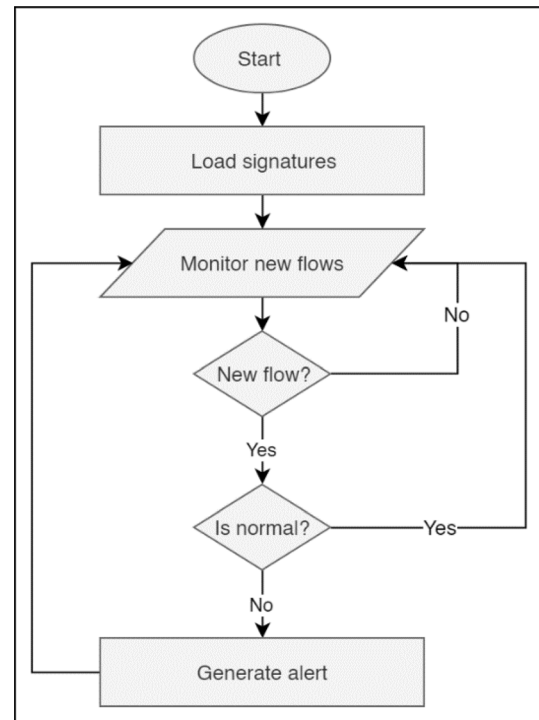 Start
Load signatures
Monitor new flows
No
New flow?
Yes
Is normal?
Yes
No
Generate alert